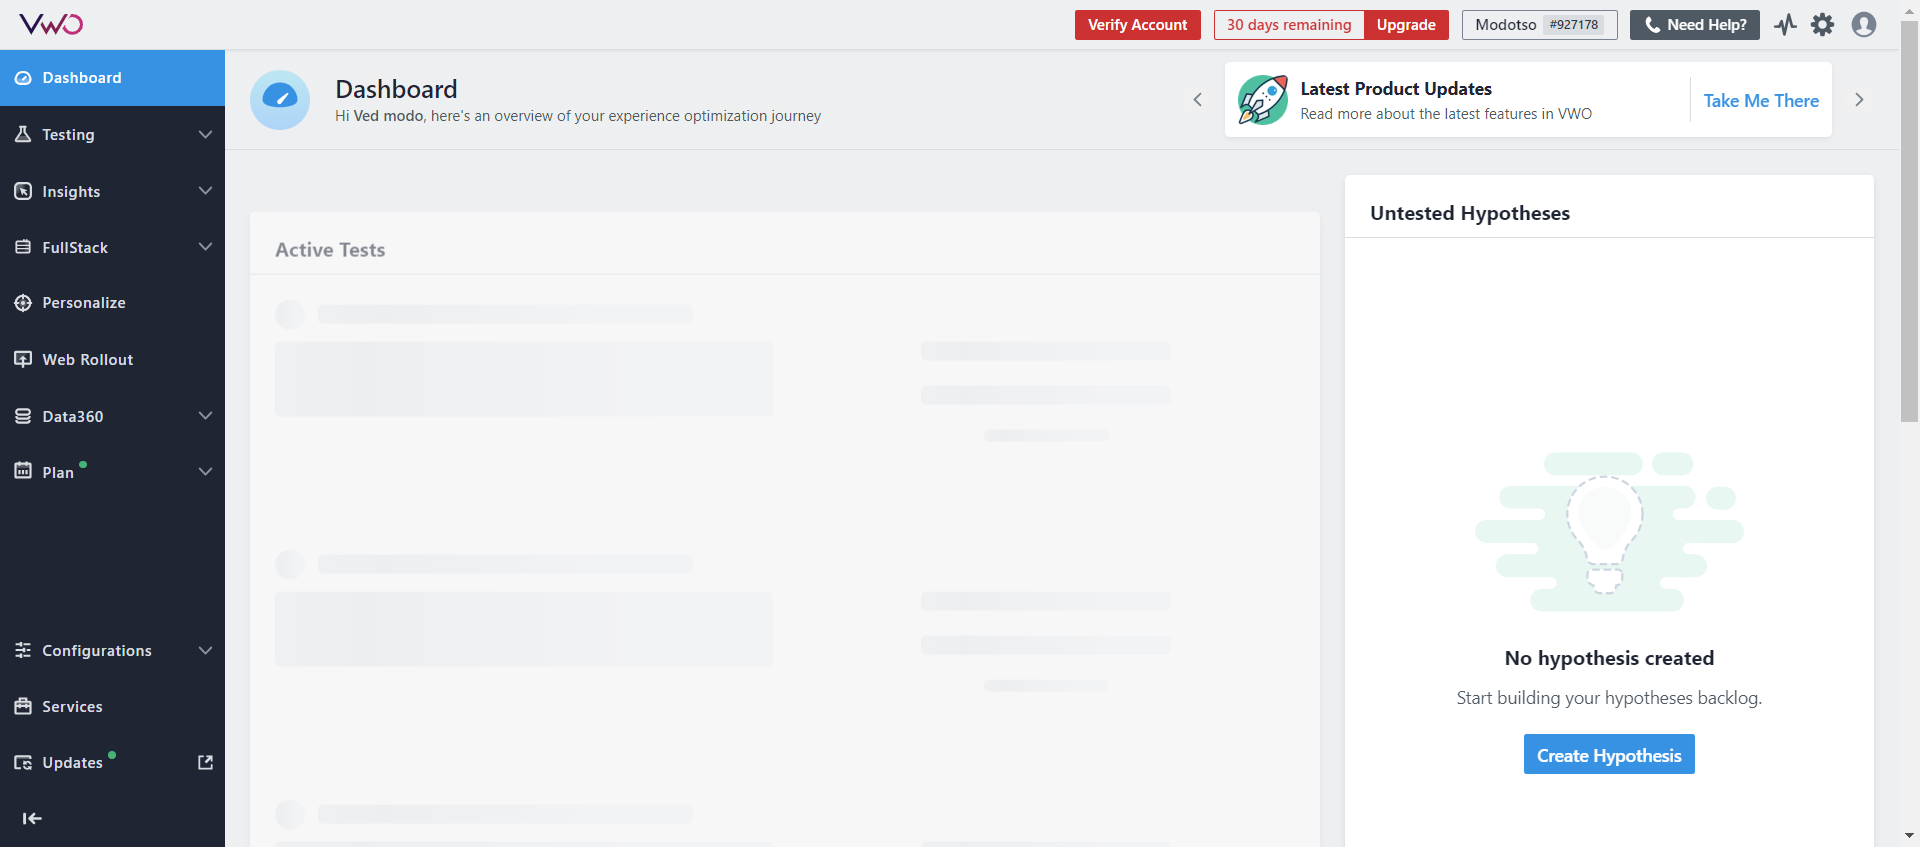 VWO
Verify Account
30 days remaining
Upgrade
Modotso #927178
Need Help?
Dashboard
Testing
Insights
FullStack
Personalize
Web Rollout
Data360
Plan
Configurations
Services
Updates
Dashboard
Hi Ved modo, here's an overview of your experience optimization journey
Latest Product Updates
Read more about the latest features in VWO
Take Me There
Active Tests
Untested Hypotheses
No hypothesis created
Start building your hypotheses backlog.
Create Hypothesis